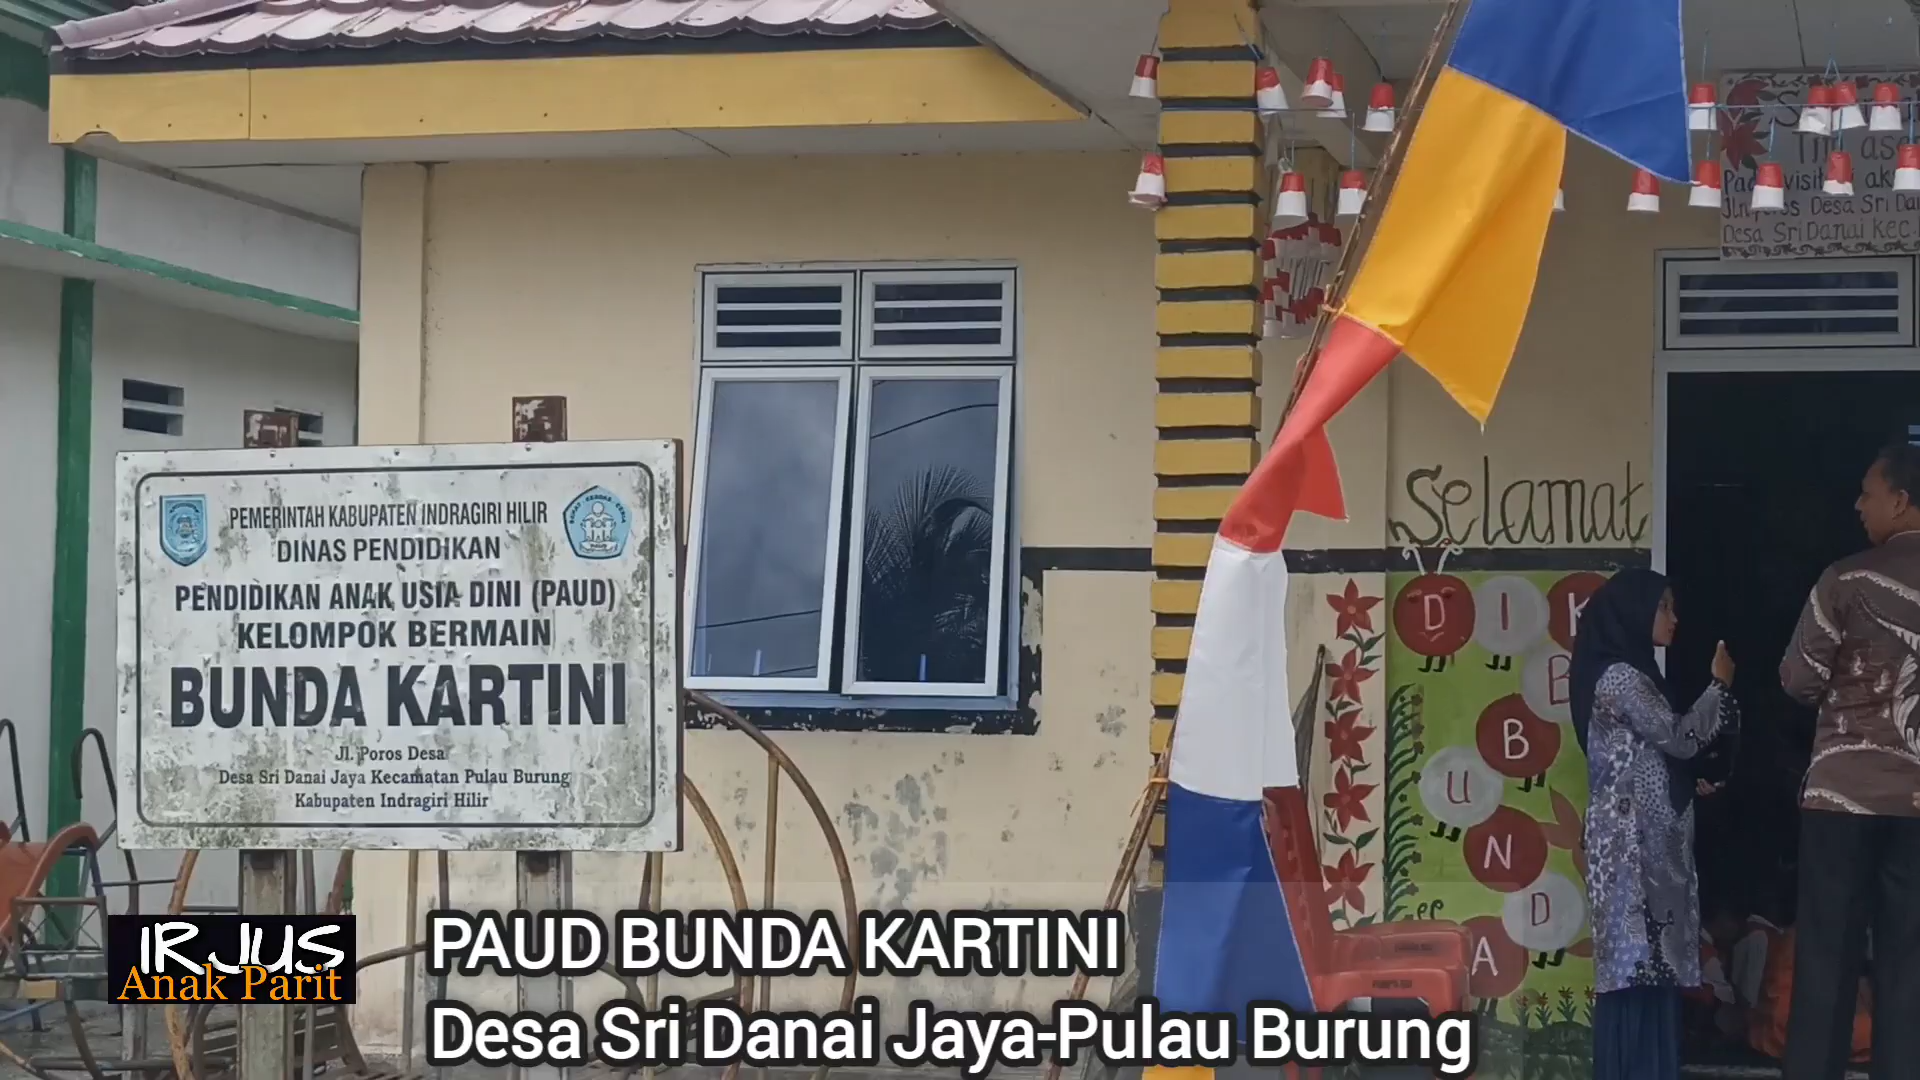 PEMERINTAH KABUPATEN INDRAGIRI HILIR
DINAS PENDIDIKAN
PENDIDIKAN ANAK USIA DINI (PAUD)
KELOMPOK BERMAIN
BUNDA KARTINI
Jl. Poros Desa
Desa Sri Danai Jaya Kecamatan Pulau Burung
Kabupaten Indragiri Hilir
Desa Sri Danai Kec.
Selamat
D I K
B
B
U
N
D
A
IRJUS
Anak Parit
PAUD BUNDA KARTINI
Desa Sri Danai Jaya-Pulau Burung